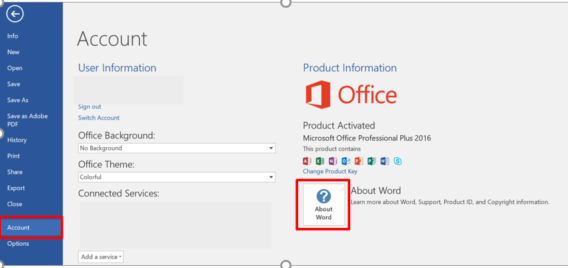 Info
New
Open
Save
Save As
Save as Adobe
PDF
History
Print
Share
Export
Close
Account
Options
Account
User Information
Sign out
Switch Account
Office Background:
No Background
Office Theme:
Colorful
Connected Services:
Add a service
Product Information
Office
Product Activated
Microsoft Office Professional Plus 2016
This product contains
Change Product Key
?
About
Word
About Word
Learn more about Word, Support, Product ID, and Copyright information.